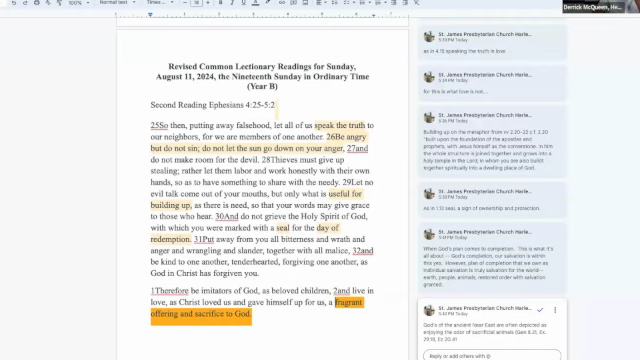 Derrick McQueen, He...
Normal text
Times ...
Revised Common Lectionary Readings for Sunday,
August 11, 2024, the Nineteenth Sunday in Ordinary Time
(Year B)
Second Reading Ephesians 4:25-5:2
25So then, putting away falsehood, let all of us speak the truth to
our neighbors, for we are members of one another. 26Be angry
but do not sin; do not let the sun go down on your anger, 27and
do not make room for the devil. 28Thieves must give up
stealing; rather let them labor and work honestly with their own
hands, so as to have something to share with the needy. 29Let no
evil talk come out of your mouths, but only what is useful for
building up, as there is need, so that your words may give grace
to those who hear. 30And do not grieve the Holy Spirit of God,
with which you were marked with a seal for the day of
redemption. 31Put away from you all bitterness and wrath and
anger and wrangling and slander, together with all malice, 32and
be kind to one another, tenderhearted, forgiving one another, as
God in Christ has forgiven you.
1Therefore be imitators of God, as beloved children, 2and live in
love, as Christ loved us and gave himself up for us, a fragrant
offering and sacrifice to God.
St. James Presbyterian Church Harle...
Today
as in 4.15 speaking the truth in love
St. James Presbyterian Church Harle...
Today
for this is what love is not...
St. James Presbyterian Church Harle...
Today
Building up on the metaphor from vv 2.20-22 c.f. 2.20
"built upon the foundation of the apostles and
prophets, with Jesus himself as the cornerstone. In him
the whole structure is joined together and grows into
a holy temple in the Lord; in whom you see also build
together spiritually into a dwelling place of God.
St. James Presbyterian Church Harle...
Today
As in 1.13 seal, a sign of ownership and protection.
St. James Presbyterian Church Harle...
Today
When God's plan comes to completion. This is what it's
all about -- God's completion, our salvation is within
this yes. However, plan of completion that we own as
individual salvation is truly salvation for the world--
earth, people, animals, restored order with salvation
granted.
St. James Presbyterian Church Harle...
Today
God's of the ancient Near East are often depicted as
enjoying the odor of sacrificial animals (Gen 8.21, Ex.
29:18, Ez 20.41
Reply or add others with @